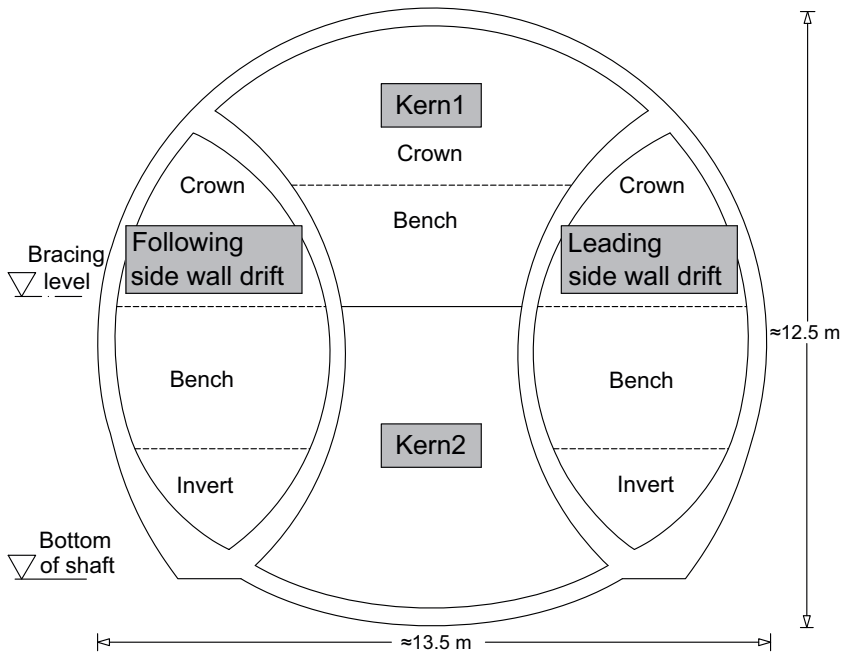 Kern1
Crown
Crown
Crown
Bench
Following
side wall drift
Leading
side wall drift
Bracing
level
≈12.5 m
Bench
Bench
Kern2
Invert
Invert
Bottom
of shaft
≈13.5 m